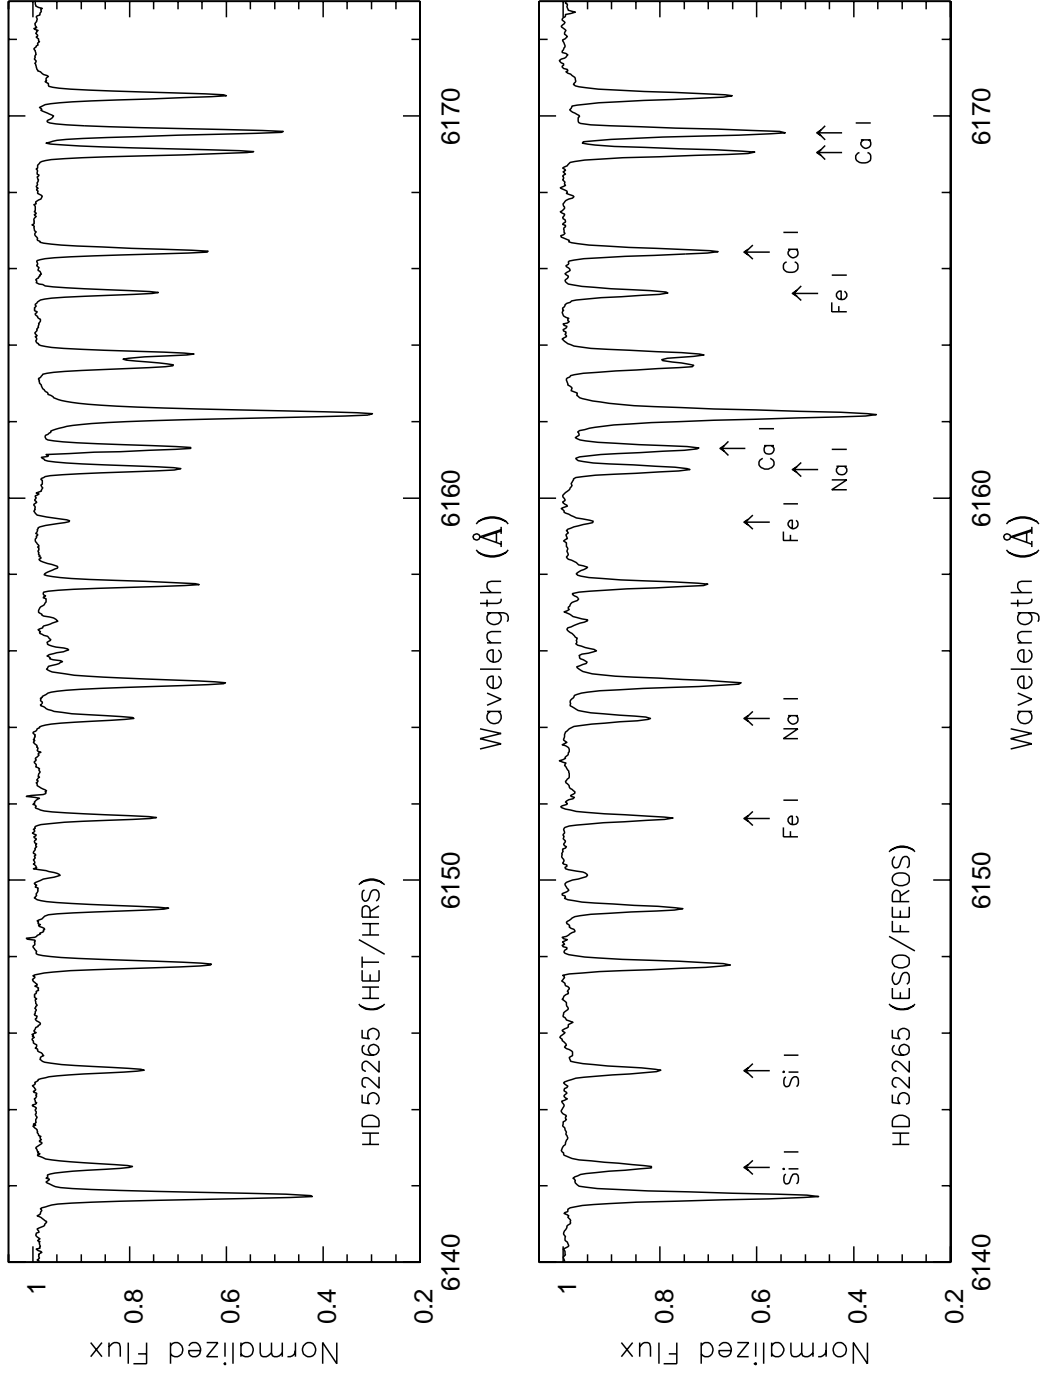 Normalized Flux
1
0.8
0.6
0.4
0.2
6140
6150
6160
6170
Wavelength (Å)
HD 52265 (HET/HRS)
Normalized Flux
1
0.8
0.6
0.4
0.2
6140
6150
6160
6170
Wavelength (Å)
HD 52265 (ESO/FEROS)
Si I
Si I
Fe I
Na I
Fe I
Na I
Ca I
Fe I
Ca I
Ca I